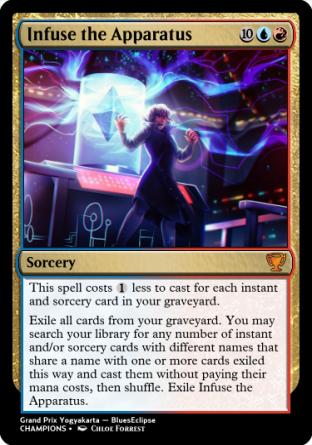 Infuse the Apparatus 10
Sorcery
This spell costs 1 less to cast for each instant
and sorcery card in your graveyard.
Exile all cards from your graveyard. You may
search your library for any number of instant
and/or sorcery cards with different names that
share a name with one or more cards exiled
this way and cast them without paying their
mana costs, then shuffle. Exile Infuse the
Apparatus.
Grand Prix Yogyakarta — BluesEclipse
CHAMPIONS • Chloe Forrest